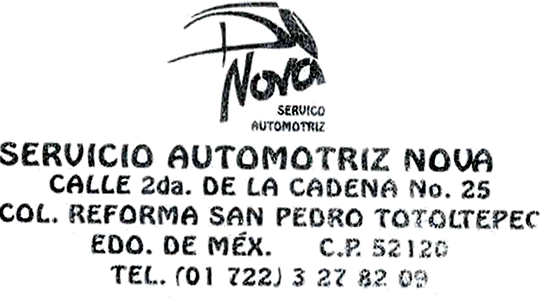 Nova
SERVICO
AUTOMOTRIZ
SERVICIO AUTOMOTRIZ NOVA
CALLE 2da. DE LA CADENA No. 25
COL. REFORMA SAN PEDRO TOTOLTEPEC
EDO. DE MÉX. C.P. 52120
TEL. (01 722) 3 27 82 09